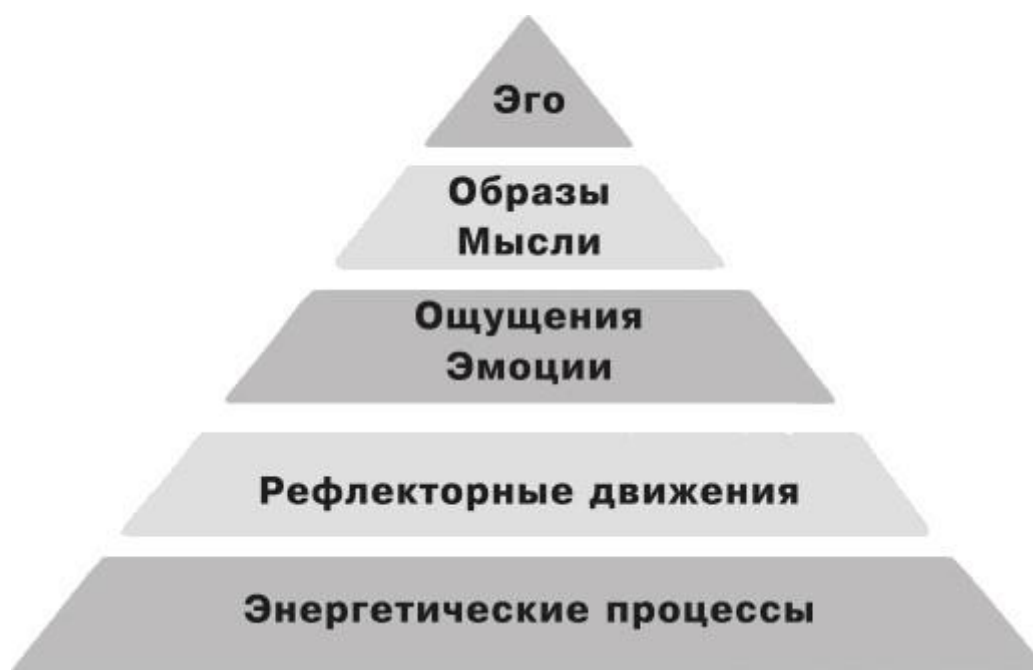 Эго
Образы
Мысли
Ощущения
Эмоции
Рефлекторные движения
Энергетические процессы